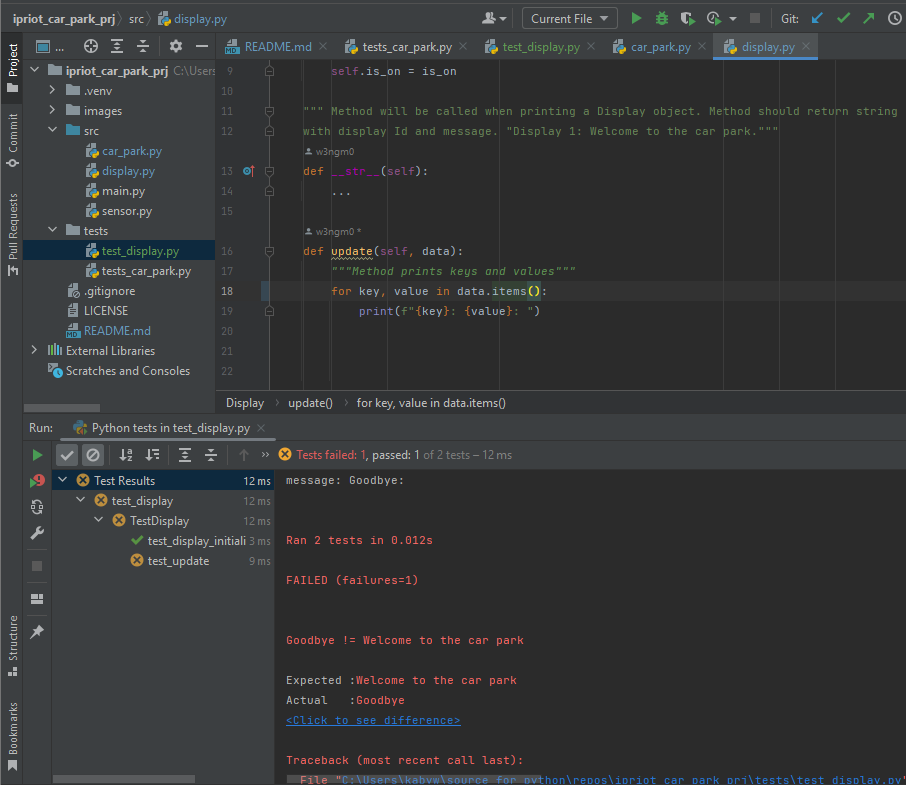 ipriot_car_park_prj › src › display.py
Current File
Git:
Project
Commit
Pull Requests
Structure
Bookmarks
...
ipriot_car_park_prj C:\Users
.venv
images
src
car_park.py
display.py
main.py
sensor.py
tests
test_display.py
tests_car_park.py
.gitignore
LICENSE
README.md
External Libraries
Scratches and Consoles
README.md × tests_car_park.py × test_display.py × car_park.py × display.py ×
9 self.is_on = is_on
10
11 """ Method will be called when printing a Display object. Method should return string
12 with display Id and message. "Display 1: Welcome to the car park."""
w3ngm0
13 def __str__(self):
14 ...
15
w3ngm0 *
16 def update(self, data):
17 """Method prints keys and values"""
18 for key, value in data.items():
19 print(f"{key}: {value}: ")
20
21
22
Display › update() › for key, value in data.items()
Run: Python tests in test_display.py ×
» Tests failed: 1, passed: 1 of 2 tests – 12 ms
Test Results 12 ms
test_display 12 ms
TestDisplay 12 ms
test_display_initiali 3 ms
test_update 9 ms
message: Goodbye:
Ran 2 tests in 0.012s
FAILED (failures=1)
Goodbye != Welcome to the car park
Expected :Welcome to the car park
Actual :Goodbye
<Click to see difference>
Traceback (most recent call last):
File "C:\Users\kabyw\source_for_python\repos\ipriot_car_park_prj\tests\test_display.py"